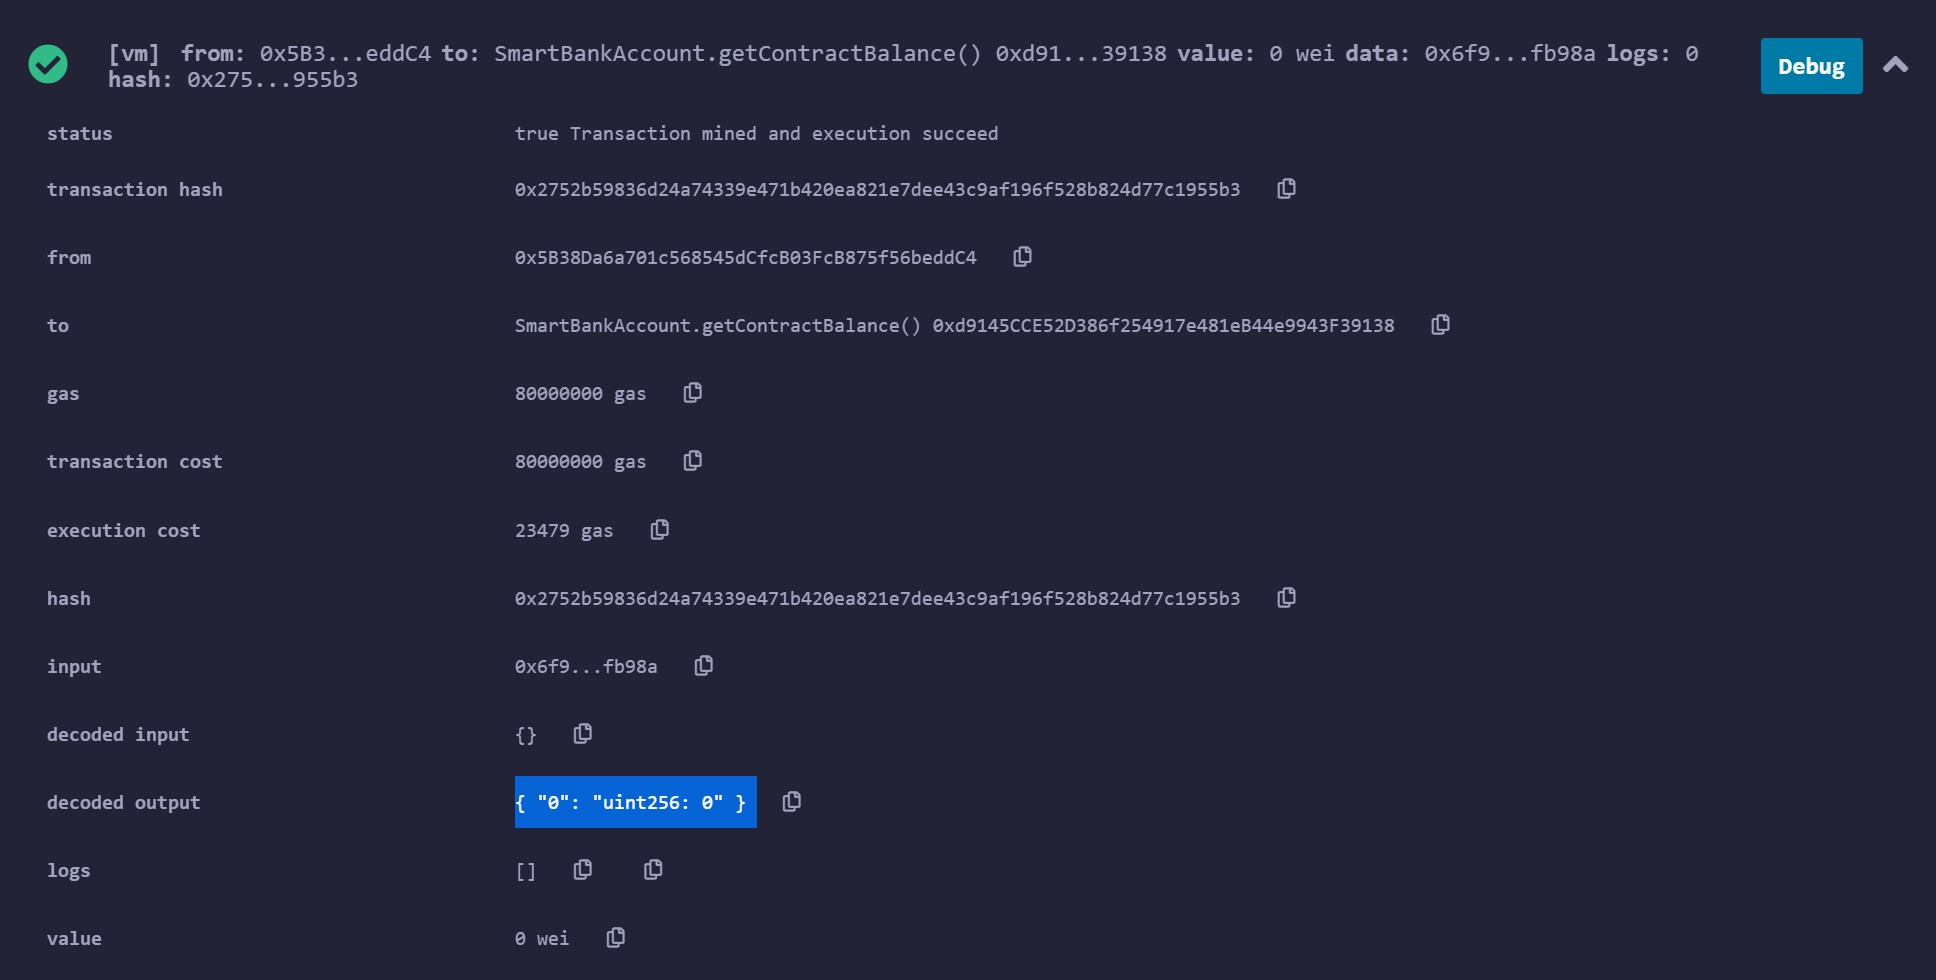 [vm] from: 0x5B3...eddC4 to: SmartBankAccount.getContractBalance() 0xd91...39138 value: 0 wei data: 0x6f9...fb98a logs: 0
hash: 0x275...955b3
Debug
status true Transaction mined and execution succeed
transaction hash 0x2752b59836d24a74339e471b420ea821e7dee43c9af196f528b824d77c1955b3
from 0x5B38Da6a701c568545dCfcB03FcB875f56beddC4
to SmartBankAccount.getContractBalance() 0xd9145CCE52D386f254917e481eB44e9943F39138
gas 80000000 gas
transaction cost 80000000 gas
execution cost 23479 gas
hash 0x2752b59836d24a74339e471b420ea821e7dee43c9af196f528b824d77c1955b3
input 0x6f9...fb98a
decoded input {}
decoded output { "0": "uint256: 0" }
logs []
value 0 wei